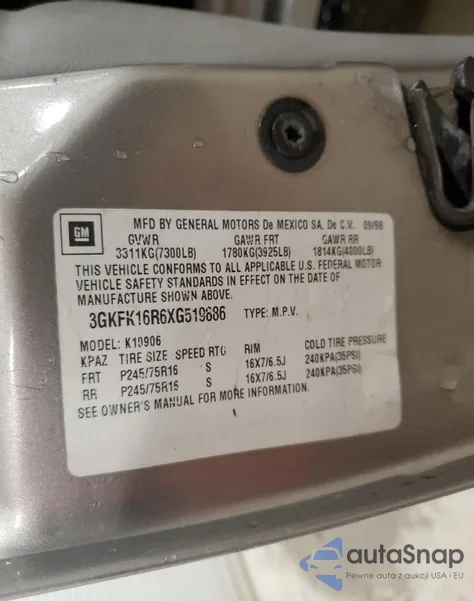 GM
MFD BY GENERAL MOTORS De MEXICO SA. De C.V. 09/98
GVWR GAWR FRT GAWR RR
3311KG(7300LB) 1780KG(3925LB) 1814KG(4000LB)
THIS VEHICLE CONFORMS TO ALL APPLICABLE U.S. FEDERAL MOTOR
VEHICLE SAFETY STANDARDS IN EFFECT ON THE DATE OF
MANUFACTURE SHOWN ABOVE.
3GKFK16R6XG519686 TYPE: M.P.V.
MODEL: K10906
KPAZ TIRE SIZE SPEED RTG RIM COLD TIRE PRESSURE
FRT P245/75R16 S 16X7/6.5J 240KPA(35PSI)
RR P245/75R16 S 16X7/6.5J 240KPA(35PSI)
SEE OWNER'S MANUAL FOR MORE INFORMATION.
autoSnap
Pewne auta z aukcji USA i EU